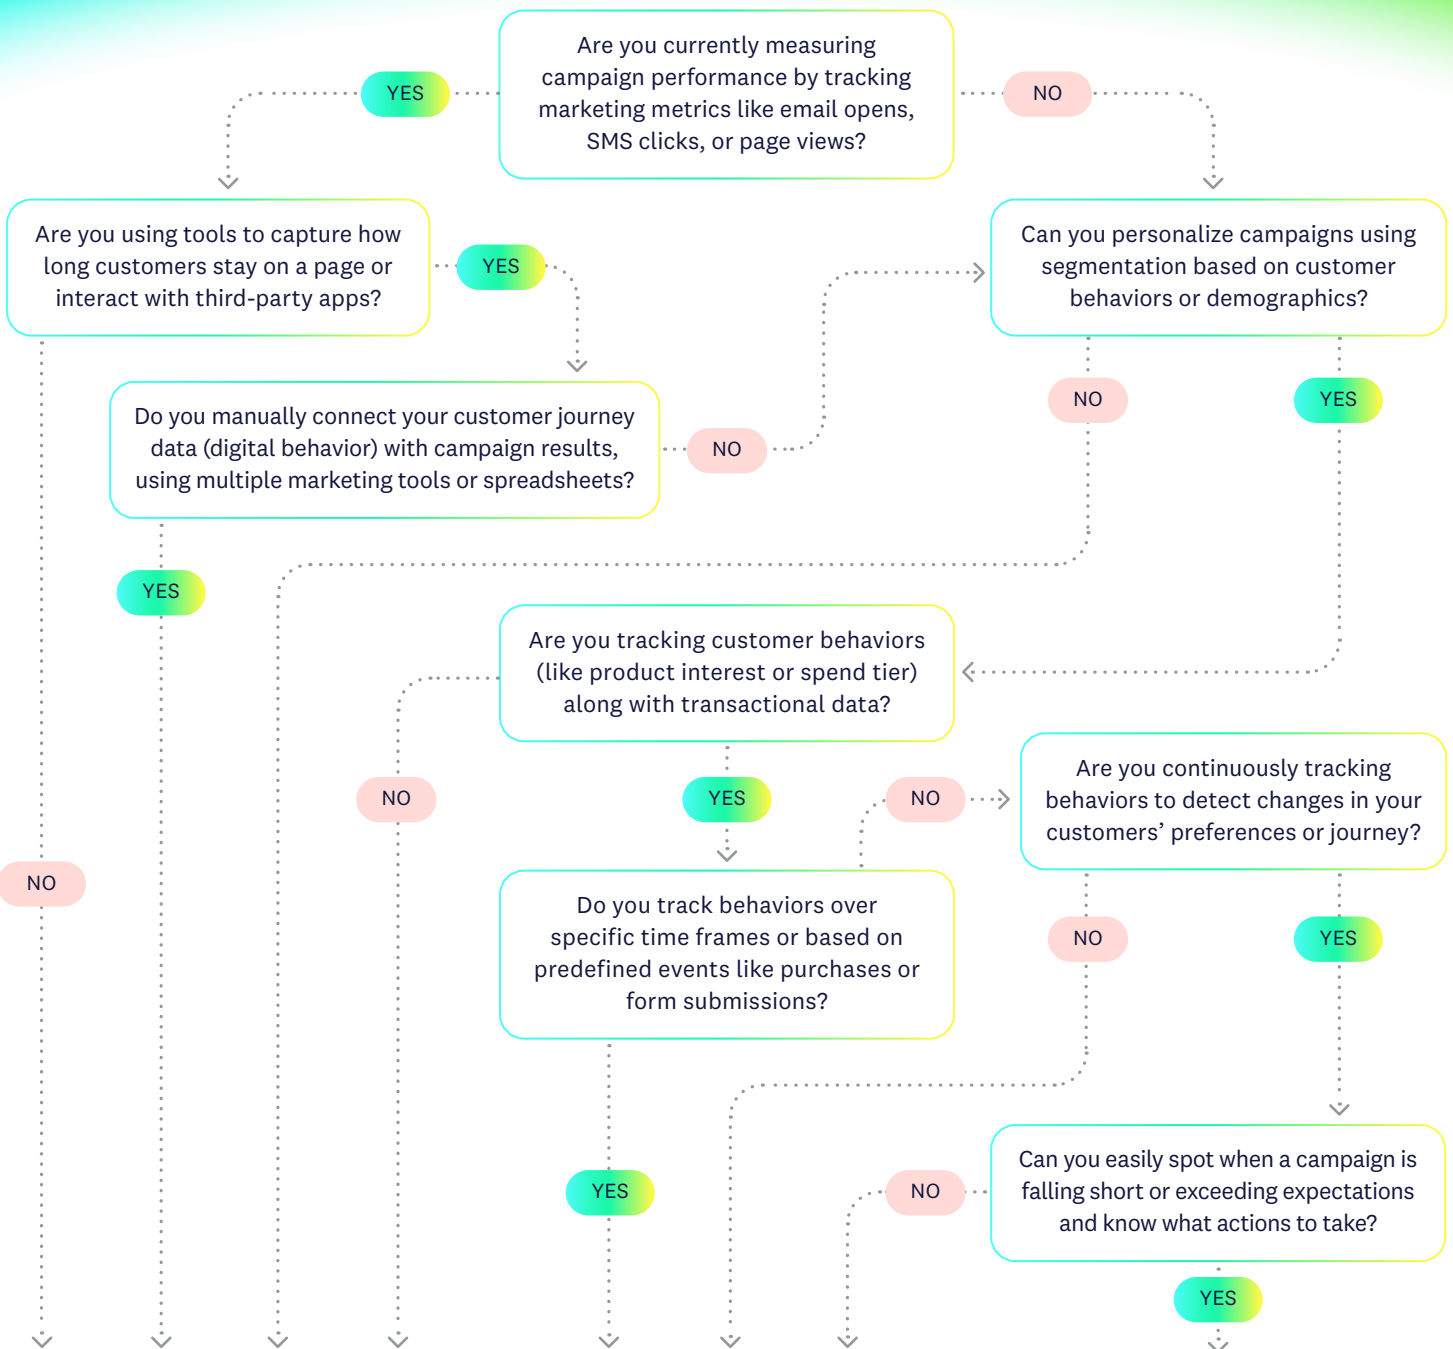 Are you currently measuring
campaign performance by tracking
marketing metrics like email opens,
SMS clicks, or page views?
YES
NO
Are you using tools to capture how
long customers stay on a page or
interact with third-party apps?
YES
Can you personalize campaigns using
segmentation based on customer
behaviors or demographics?
Do you manually connect your customer journey
data (digital behavior) with campaign results,
using multiple marketing tools or spreadsheets?
NO
NO
YES
YES
Are you tracking customer behaviors
(like product interest or spend tier)
along with transactional data?
NO
YES
NO
Are you continuously tracking
behaviors to detect changes in your
customers’ preferences or journey?
NO
Do you track behaviors over
specific time frames or based on
predefined events like purchases or
form submissions?
NO
YES
YES
NO
Can you easily spot when a campaign is
falling short or exceeding expectations
and know what actions to take?
YES